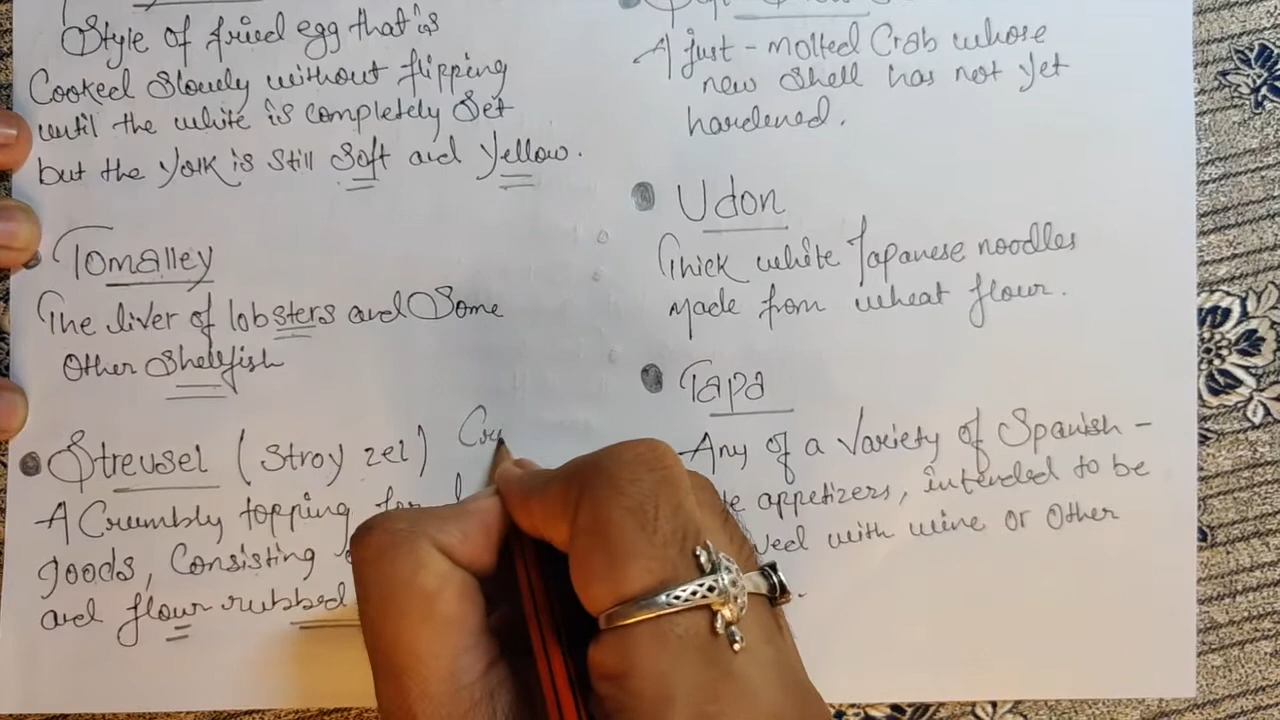 Style of fried egg that's
Cooked Slowly without flipping
until the white is completely Set
but the Yolk is Still Soft and Yellow.
Tomalley
The liver of lobsters and Some
Other Shellfish
Streusel (Stroy zel)
A Crumbly topping
goods, Consisting
and flour rubbed
A just-molted Crab whose
new Shell has not yet
hardened.
Udon
Thick white Japanese noodles
made from wheat flour.
Tapa
Any of a Variety of Spanish-
appetizers, intended to be
with wine or Other